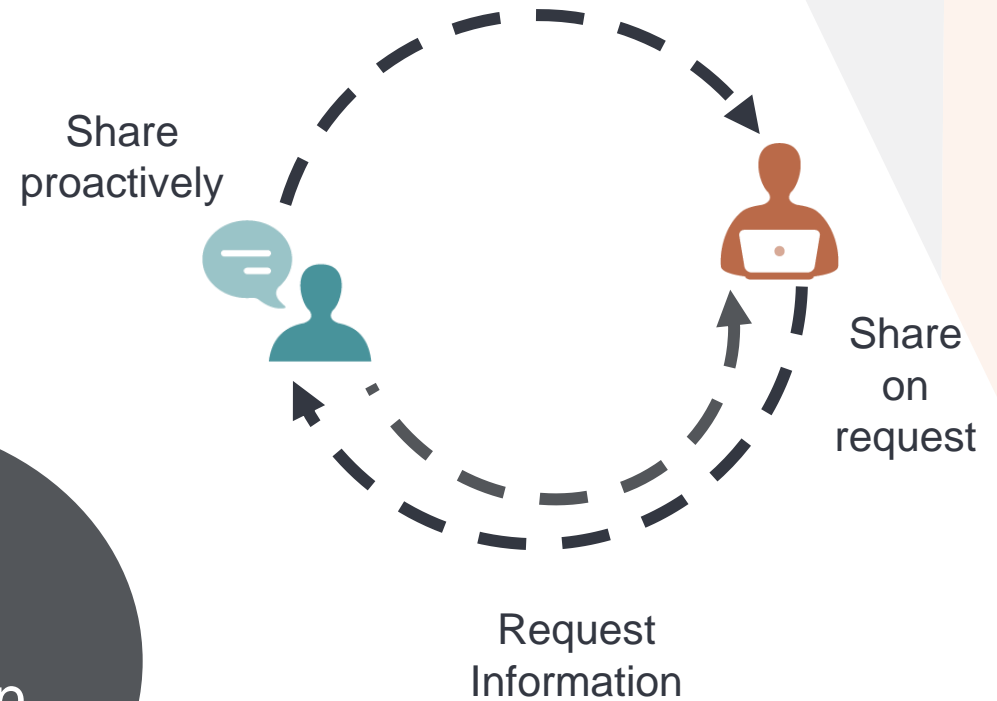 Share
proactively
Share
on
request
Request
Information